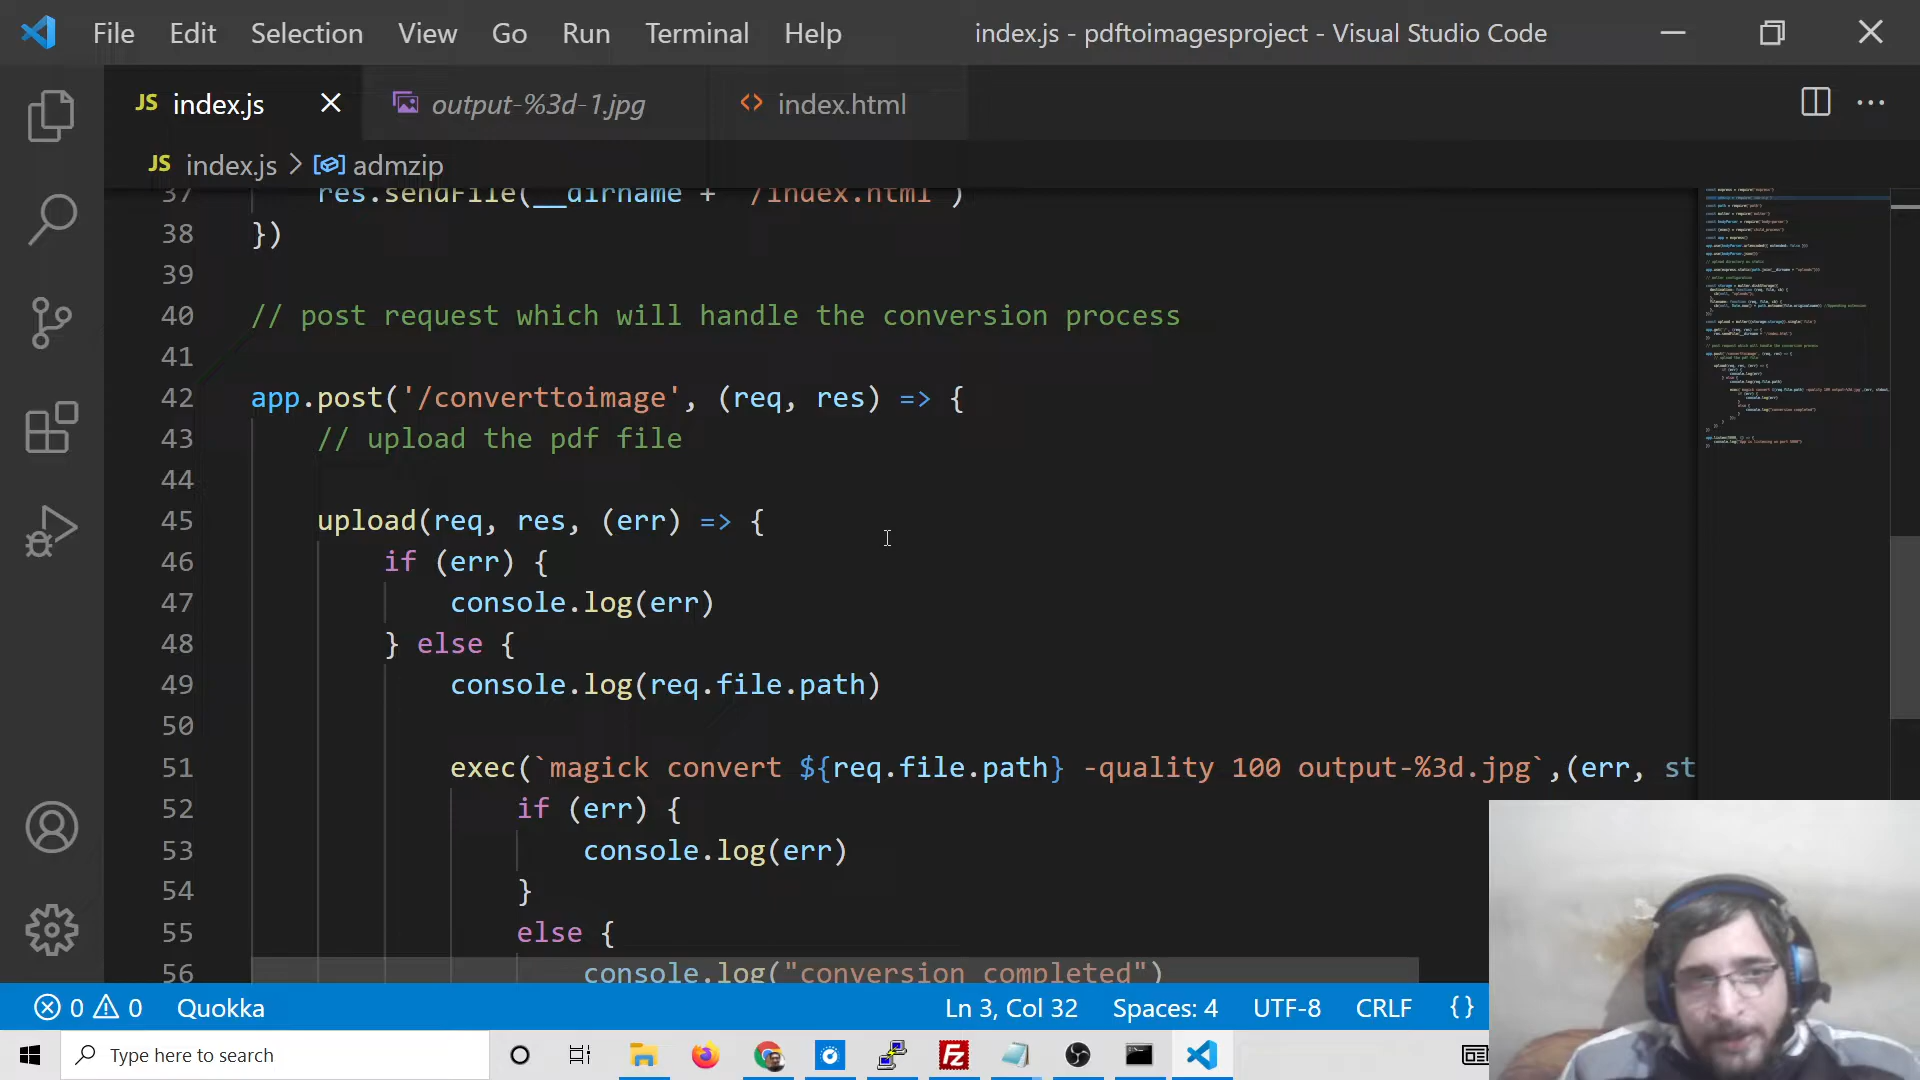 File Edit Selection View Go Run Terminal Help index.js - pdftoimagesproject - Visual Studio Code
JS index.js output-%3d-1.jpg <> index.html
JS index.js > admzip
37 res.sendFile(__dirname + "/index.html")
38 })
39
40 // post request which will handle the conversion process
41
42 app.post('/converttoimage', (req, res) => {
43 // upload the pdf file
44
45 upload(req, res, (err) => {
46 if (err) {
47 console.log(err)
48 } else {
49 console.log(req.file.path)
50
51 exec(`magick convert ${req.file.path} -quality 100 output-%3d.jpg`,(err, st
52 if (err) {
53 console.log(err)
54 }
55 else {
56 console.log("conversion completed")
0 0 Quokka Ln 3, Col 32 Spaces: 4 UTF-8 CRLF {}
Type here to search